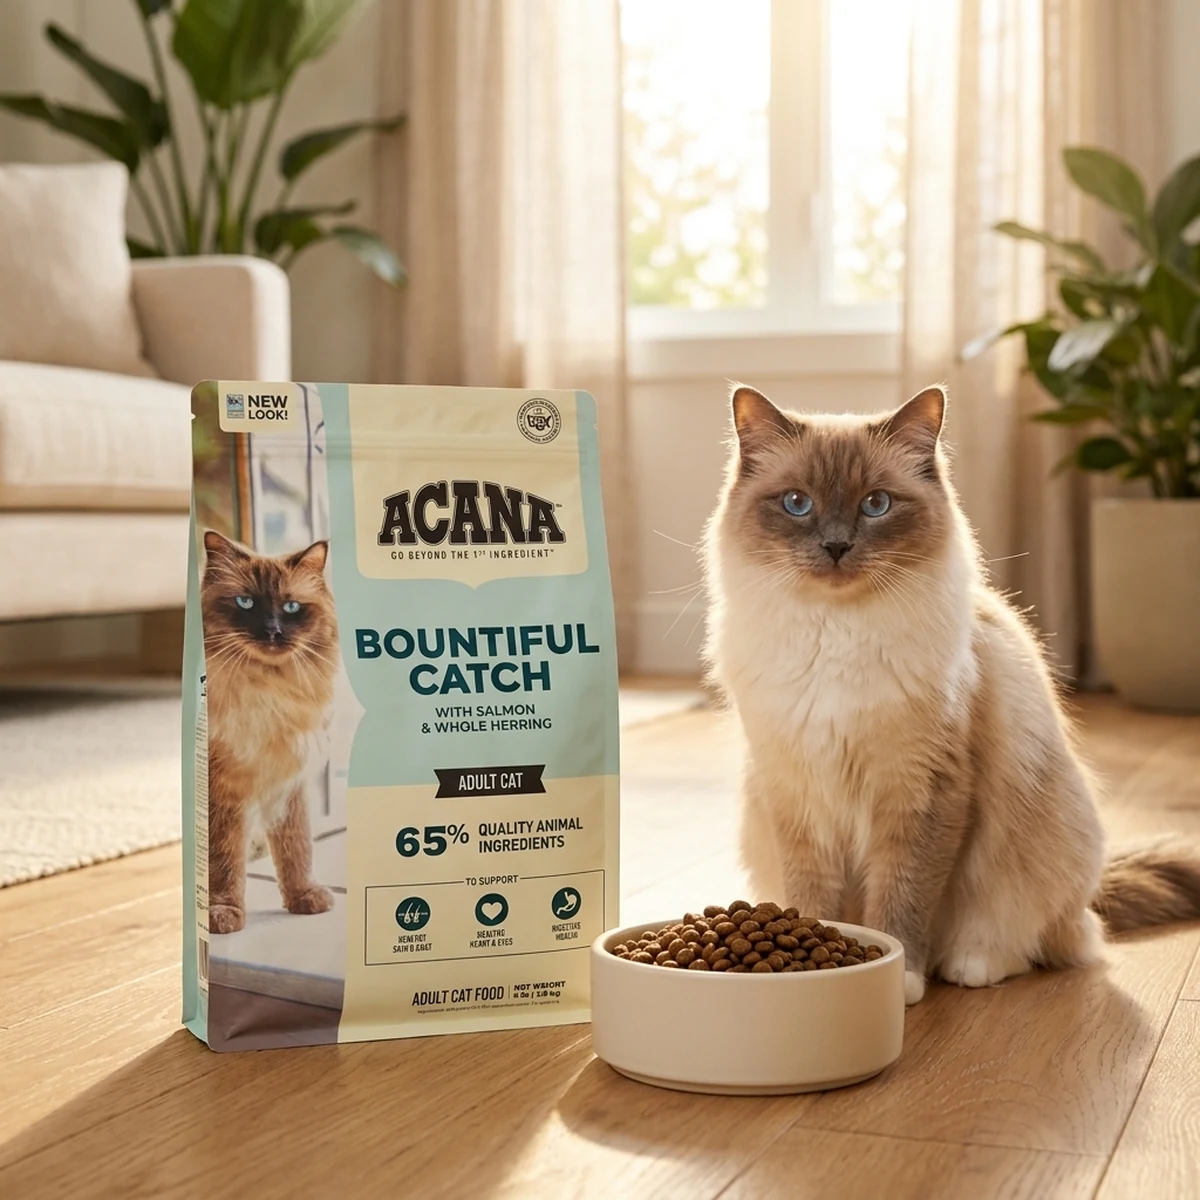 NEW
LOOK!
ACANA
GO BEYOND THE 1ST INGREDIENT™
BOUNTIFUL
CATCH
WITH SALMON
& WHOLE HERRING
ADULT CAT
65% QUALITY ANIMAL
INGREDIENTS
TO SUPPORT
ADULT CAT FOOD